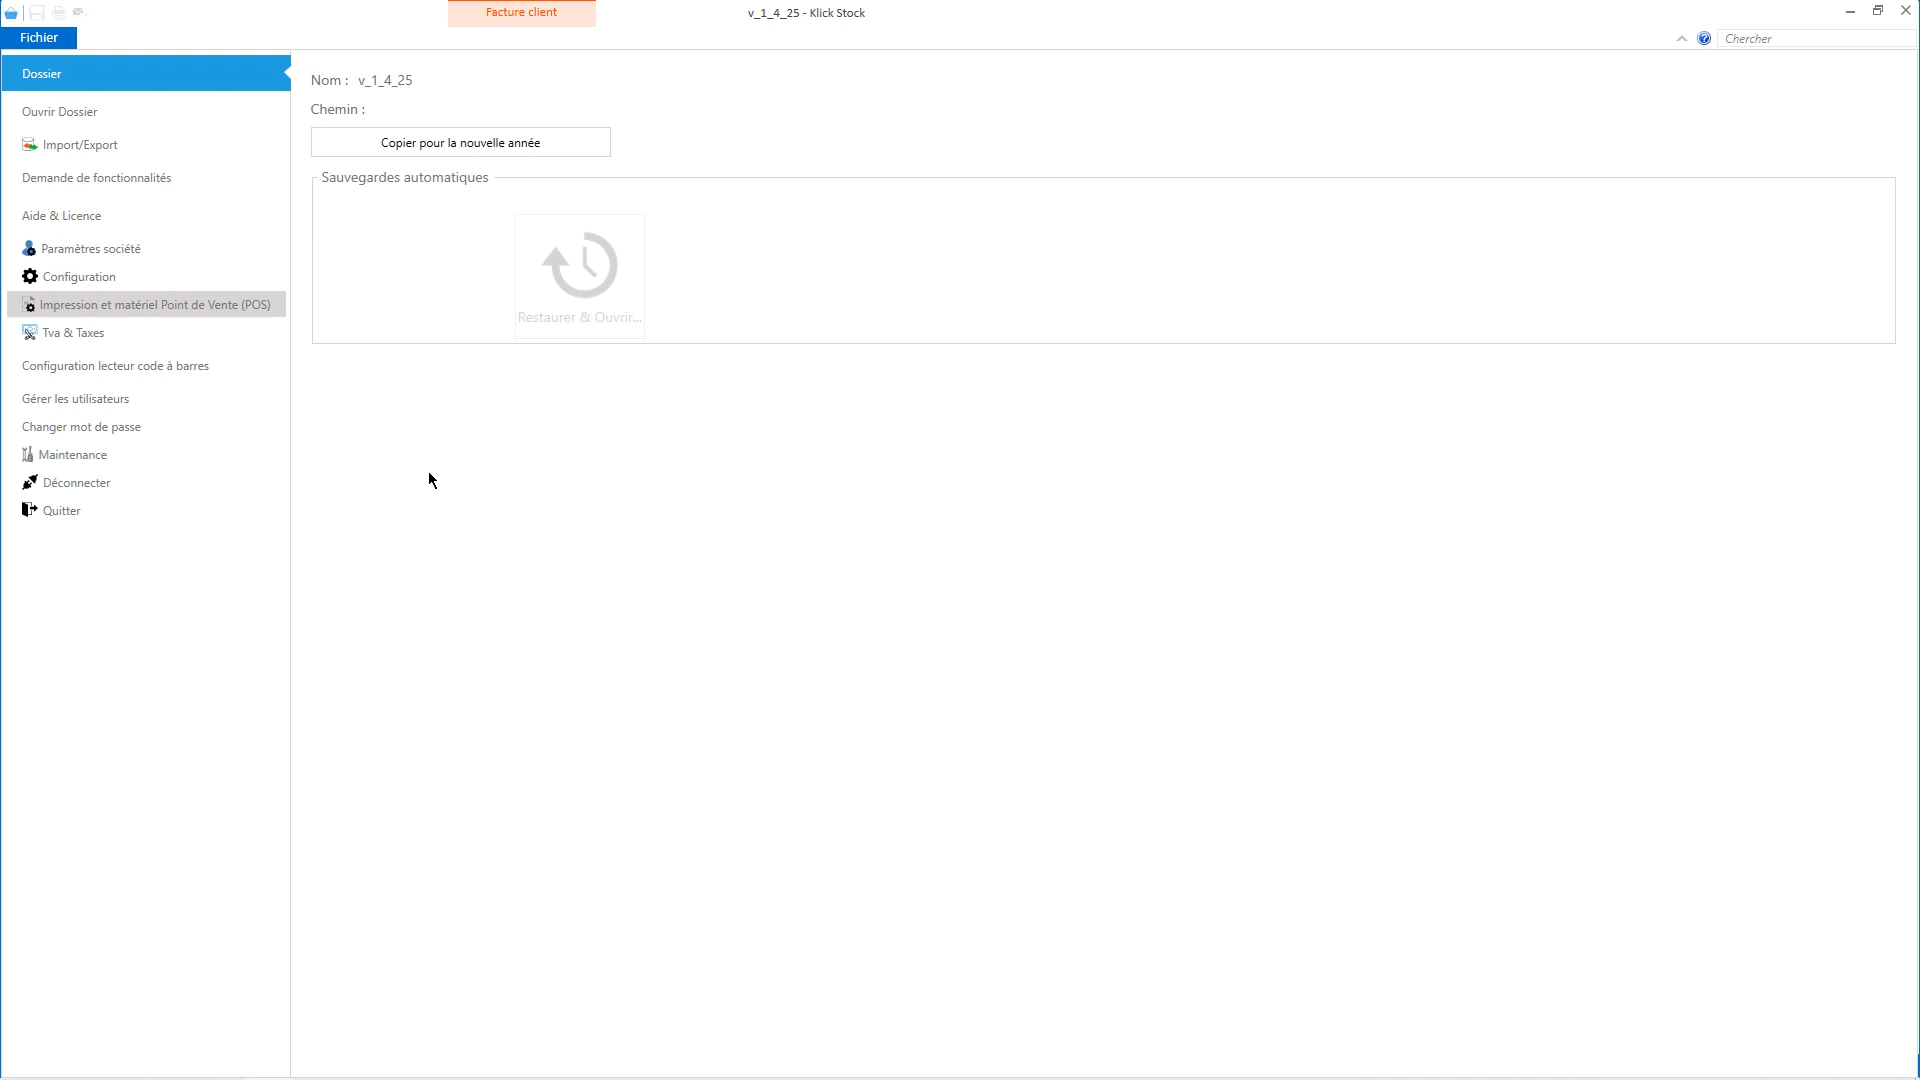 Facture client
v_1_4_25 - Klick Stock
Fichier
Chercher
Dossier
Ouvrir Dossier
Import/Export
Demande de fonctionnalités
Aide & Licence
Paramètres société
Configuration
Impression et matériel Point de Vente (POS)
Tva & Taxes
Configuration lecteur code à barres
Gérer les utilisateurs
Changer mot de passe
Maintenance
Déconnecter
Quitter
Nom : v_1_4_25
Chemin :
Copier pour la nouvelle année
Sauvegardes automatiques
Restaurer & Ouvrir...